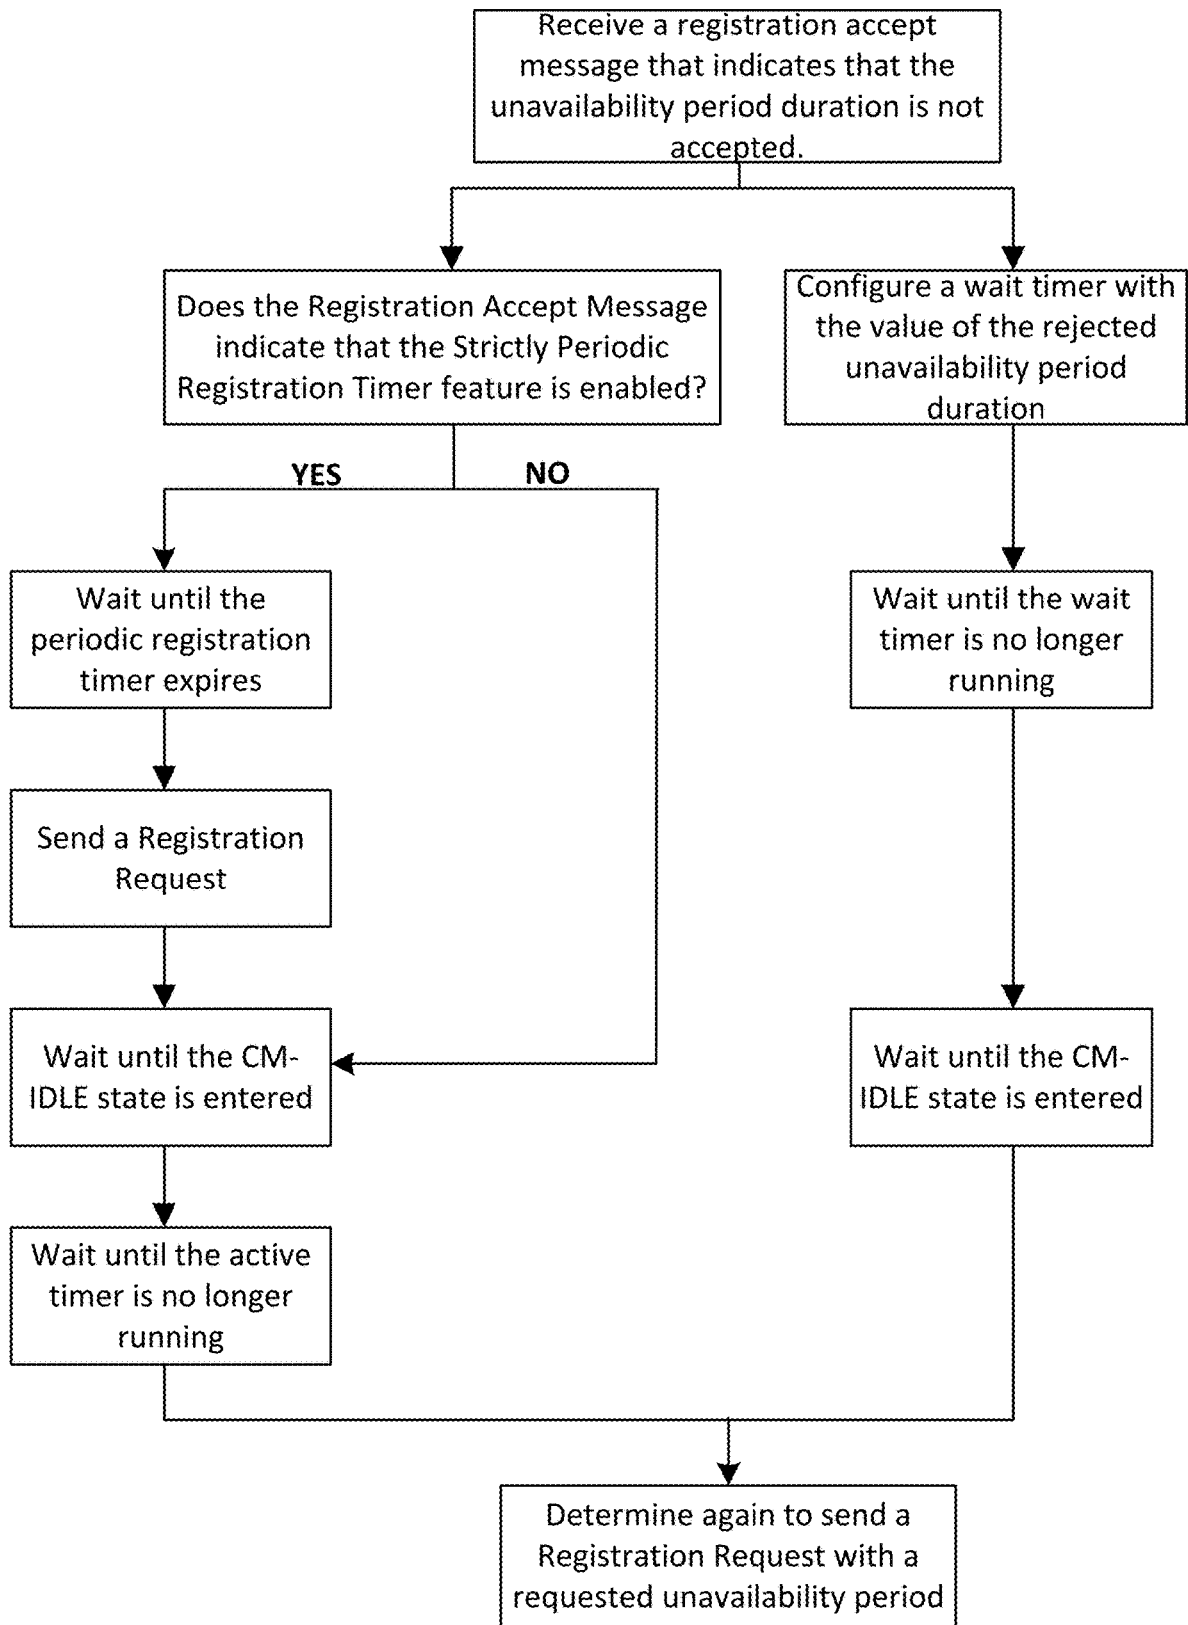 Receive a registration accept
message that indicates that the
unavailability period duration is not
accepted.
Does the Registration Accept Message
indicate that the Strictly Periodic
Registration Timer feature is enabled?
Configure a wait timer with
the value of the rejected
unavailability period
duration
YES
NO
Wait until the
periodic registration
timer expires
Wait until the wait
timer is no longer
running
Send a Registration
Request
Wait until the CM-
IDLE state is entered
Wait until the CM-
IDLE state is entered
Wait until the active
timer is no longer
running
Determine again to send a
Registration Request with a
requested unavailability period